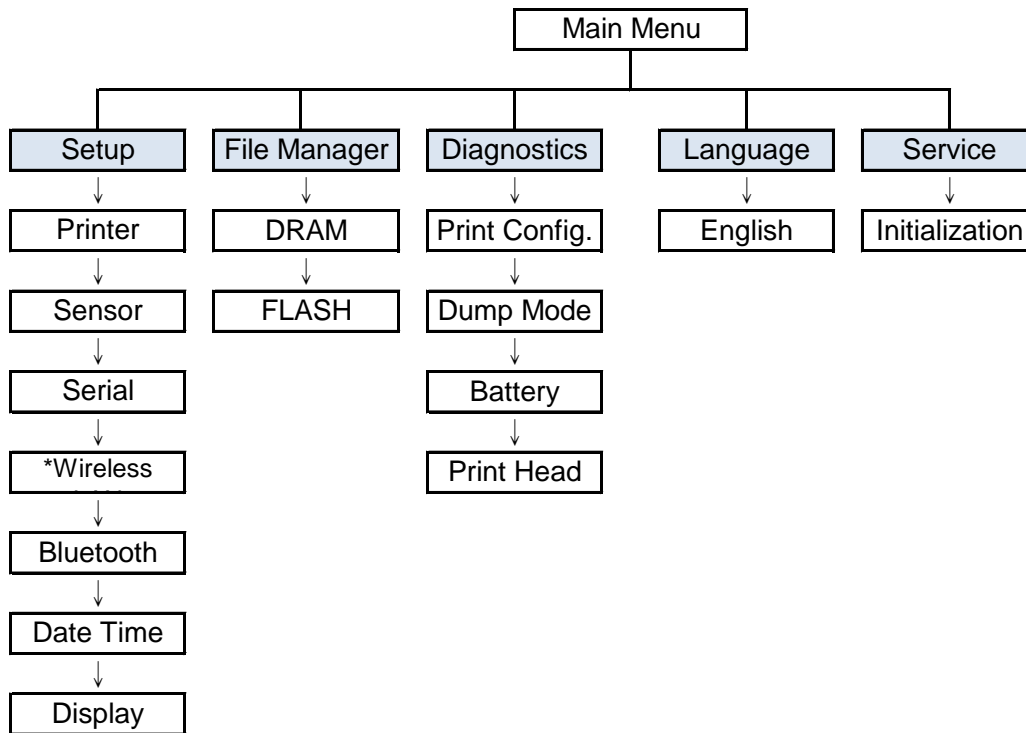 Main Menu
Setup
File Manager
Diagnostics
Language
Service
Printer
DRAM
Print Config.
English
Initialization
Sensor
FLASH
Dump Mode
Serial
Battery
*Wireless
Print Head
Bluetooth
Date Time
Display